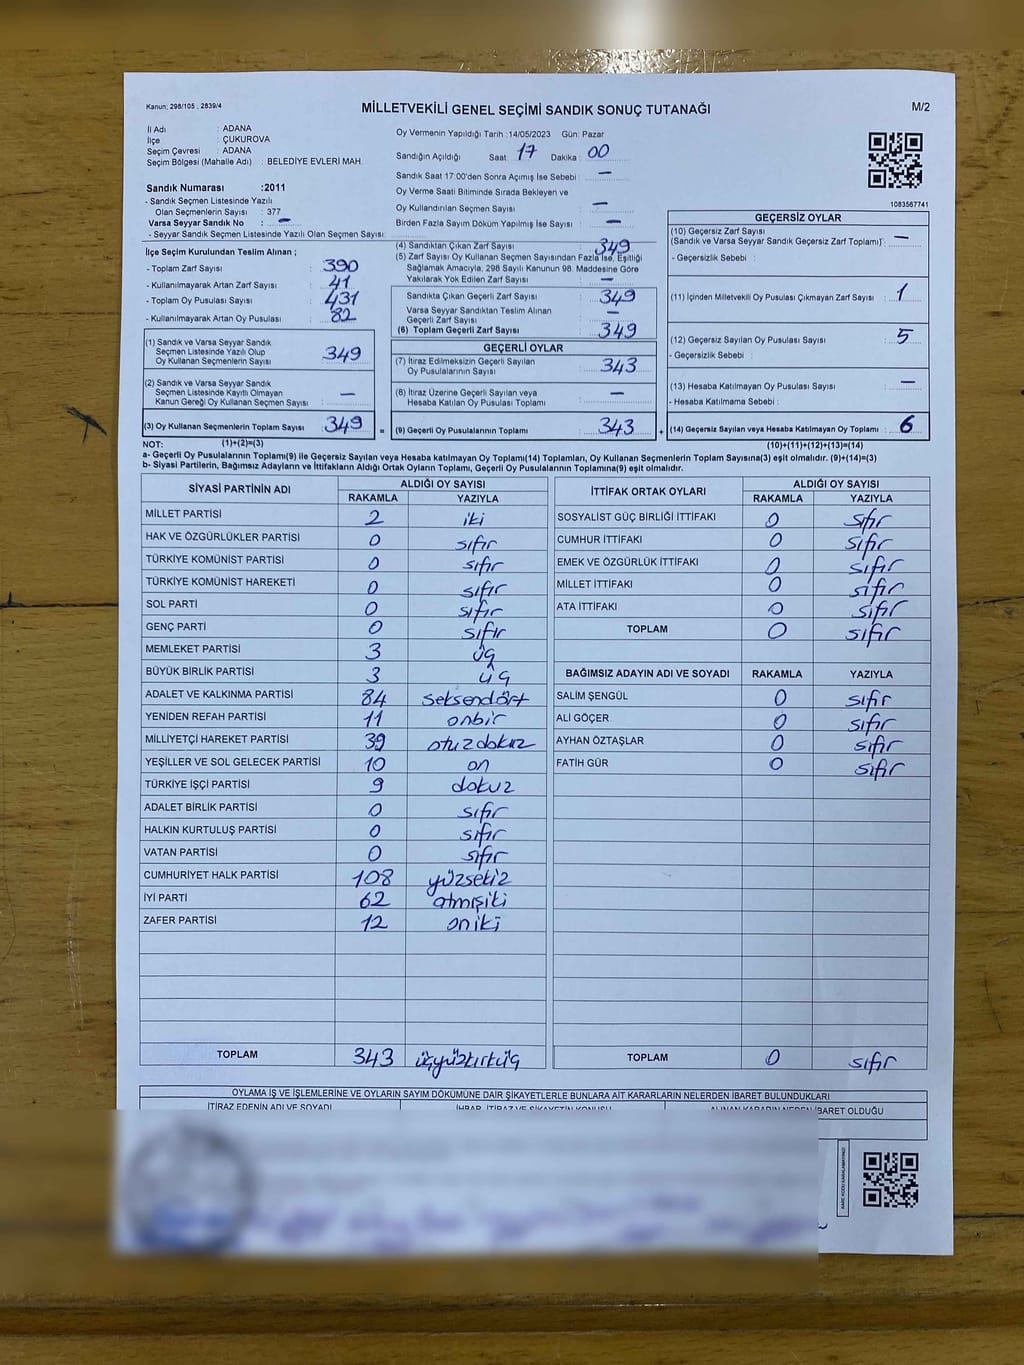 Kanun; 298/105 , 2839/4
MİLLETVEKİLİ GENEL SEÇİMİ SANDIK SONUÇ TUTANAĞI
M/2
İl Adı : ADANA
İlçe : ÇUKUROVA
Seçim Çevresi : ADANA
Seçim Bölgesi (Mahalle Adı) : BELEDİYE EVLERİ MAH.
Sandık Numarası :2011
- Sandık Seçmen Listesinde Yazılı
Olan Seçmenlerin Sayısı : 377
Varsa Seyyar Sandık No : —
- Seyyar Sandık Seçmen Listesinde Yazılı Olan Seçmen Sayısı:
Oy Vermenin Yapıldığı Tarih :14/05/2023 Gün: Pazar
Sandığın Açıldığı Saat: 17 Dakika: 00
Sandık Saat 17:00'den Sonra Açımış İse Sebebi : —
Oy Verme Saati Bitiminde Sırada Bekleyen ve
Oy Kullandırılan Seçmen Sayısı : —
Birden Fazla Sayım Döküm Yapılmış İse Sayısı : —
1083567741
İlçe Seçim Kurulundan Teslim Alınan ;
- Toplam Zarf Sayısı : 390
- Kullanılmayarak Artan Zarf Sayısı : 41
- Toplam Oy Pusulası Sayısı : 431
- Kullanılmayarak Artan Oy Pusulası : 82
(1) Sandık ve Varsa Seyyar Sandık
Seçmen Listesinde Yazılı Olup
Oy Kullanan Seçmenlerin Sayısı : 349
(2) Sandık ve Varsa Seyyar Sandık
Seçmen Listesinde Kayıtlı Olmayan
Kanun Gereği Oy Kullanan Seçmen Sayısı : —
(3) Oy Kullanan Seçmenlerin Toplam Sayısı : 349 =
(4) Sandıktan Çıkan Zarf Sayısı : 349
(5) Zarf Sayısı Oy Kullanan Seçmen Sayısından Fazla İse, Eşitliği
Sağlamak Amacıyla, 298 Sayılı Kanunun 98. Maddesine Göre
Yakılarak Yok Edilen Zarf Sayısı : —
Sandıkta Çıkan Geçerli Zarf Sayısı : 349
Varsa Seyyar Sandıktan Teslim Alınan
Geçerli Zarf Sayısı : —
(6) Toplam Geçerli Zarf Sayısı : 349
GEÇERLİ OYLAR
(7) İtiraz Edilmeksizin Geçerli Sayılan
Oy Pusulalarının Sayısı : 343
(8) İtiraz Üzerine Geçerli Sayılan veya
Hesaba Katılan Oy Pusulası Toplamı : —
(9) Geçerli Oy Pusulalarının Toplamı : 343 +
GEÇERSİZ OYLAR
(10) Geçersiz Zarf Sayısı
(Sandık ve Varsa Seyyar Sandık Geçersiz Zarf Toplamı) : —
- Geçersizlik Sebebi :
(11) İçinden Milletvekili Oy Pusulası Çıkmayan Zarf Sayısı : 1
(12) Geçersiz Sayılan Oy Pusulası Sayısı : 5
- Geçersizlik Sebebi :
(13) Hesaba Katılmayan Oy Pusulası Sayısı : —
- Hesaba Katılmama Sebebi :
(14) Geçersiz Sayılan veya Hesaba Katılmayan Oy Toplamı : 6
NOT: (1)+(2)=(3) (10)+(11)+(12)+(13)=(14)
a- Geçerli Oy Pusulalarının Toplamı(9) ile Geçersiz Sayılan veya Hesaba katılmayan Oy Toplamı(14) Toplamları, Oy Kullanan Seçmenlerin Toplam Sayısına(3) eşit olmalıdır. (9)+(14)=(3)
b- Siyasi Partilerin, Bağımsız Adayların ve İttifakların Aldığı Ortak Oyların Toplamı, Geçerli Oy Pusulalarının Toplamına(9) eşit olmalıdır.
SİYASİ PARTİNİN ADI ALDIĞI OY SAYISI
RAKAMLA YAZIYLA
MİLLET PARTİSİ 2 iki
HAK VE ÖZGÜRLÜKLER PARTİSİ 0 sıfır
TÜRKİYE KOMÜNİST PARTİSİ 0 sıfır
TÜRKİYE KOMÜNİST HAREKETİ 0 sıfır
SOL PARTİ 0 sıfır
GENÇ PARTİ 0 sıfır
MEMLEKET PARTİSİ 3 üç
BÜYÜK BİRLİK PARTİSİ 3 üç
ADALET VE KALKINMA PARTİSİ 84 seksendört
YENİDEN REFAH PARTİSİ 11 onbir
MİLLİYETÇİ HAREKET PARTİSİ 39 otuzdokuz
YEŞİLLER VE SOL GELECEK PARTİSİ 10 on
TÜRKİYE İŞÇİ PARTİSİ 9 dokuz
ADALET BİRLİK PARTİSİ 0 sıfır
HALKIN KURTULUŞ PARTİSİ 0 sıfır
VATAN PARTİSİ 0 sıfır
CUMHURİYET HALK PARTİSİ 108 yüzsekiz
İYİ PARTİ 62 atmışiki
ZAFER PARTİSİ 12 oniki
TOPLAM 343 üçyüzkırküç
İTTİFAK ORTAK OYLARI ALDIĞI OY SAYISI
RAKAMLA YAZIYLA
SOSYALİST GÜÇ BİRLİĞİ İTTİFAKI 0 sıfır
CUMHUR İTTİFAKI 0 sıfır
EMEK VE ÖZGÜRLÜK İTTİFAKI 0 sıfır
MİLLET İTTİFAKI 0 sıfır
ATA İTTİFAKI 0 sıfır
TOPLAM 0 sıfır
BAĞIMSIZ ADAYIN ADI VE SOYADI RAKAMLA YAZIYLA
SALİM ŞENGÜL 0 sıfır
ALİ GÖÇER 0 sıfır
AYHAN ÖZTAŞLAR 0 sıfır
FATİH GÜR 0 sıfır
TOPLAM 0 sıfır
OYLAMA İŞ VE İŞLEMLERİNE VE OYLARIN SAYIM DÖKÜMÜNE DAİR ŞİKAYETLERLE BUNLARA AİT KARARLARIN NELERDEN İBARET BULUNDUKLARI
İTİRAZ EDENİN ADI VE SOYADI İHBAR, İTİRAZ VE ŞİKAYETİN KONUSU ALINAN KARARIN NEDEN İBARET OLDUĞU